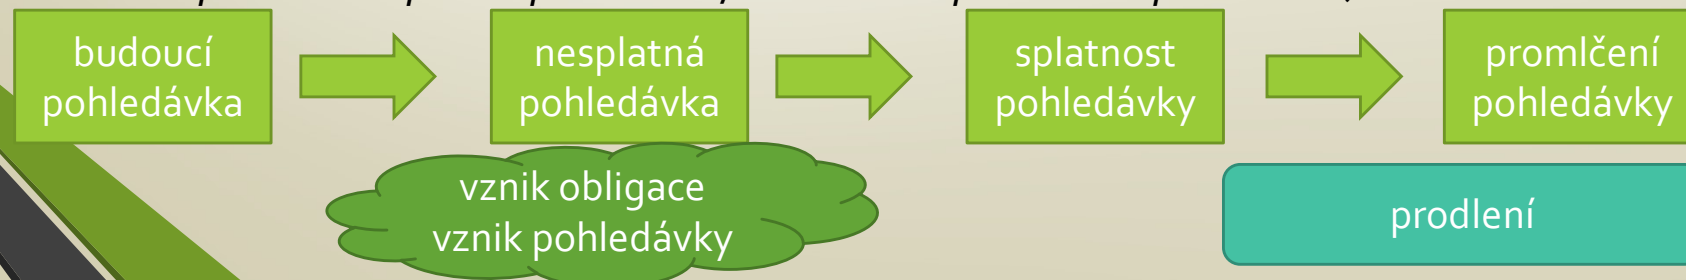 budoucí
pohledávka
nesplatná
pohledávka
splatnost
pohledávky
promlčení
pohledávky
vznik obligace
vznik pohledávky
prodlení